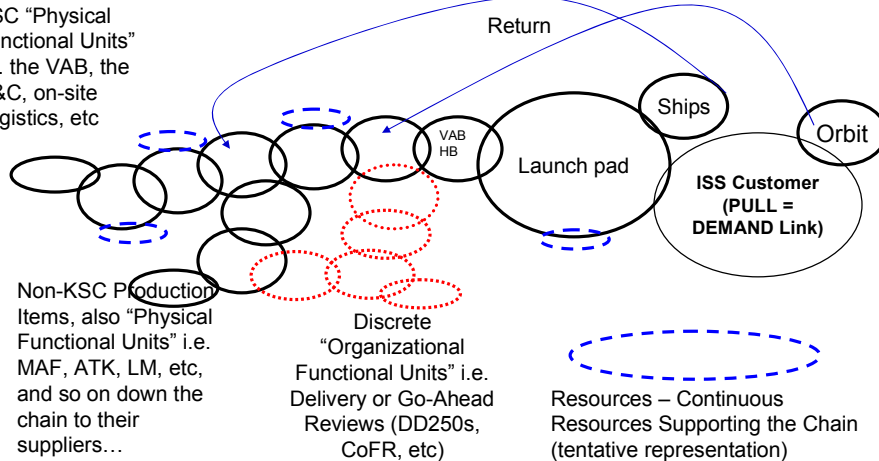 SC “Physical
nctional Units”
. the VAB, the
&C, on-site
gistics, etc
Return
Ships
Orbit
VAB
HB
Launch pad
ISS Customer
(PULL =
DEMAND Link)
Non-KSC Production
Items, also “Physical
Functional Units” i.e.
MAF, ATK, LM, etc,
and so on down the
chain to their
suppliers…
Discrete
“Organizational
Functional Units” i.e.
Delivery or Go-Ahead
Reviews (DD250s,
CoFR, etc)
Resources – Continuous
Resources Supporting the Chain
(tentative representation)